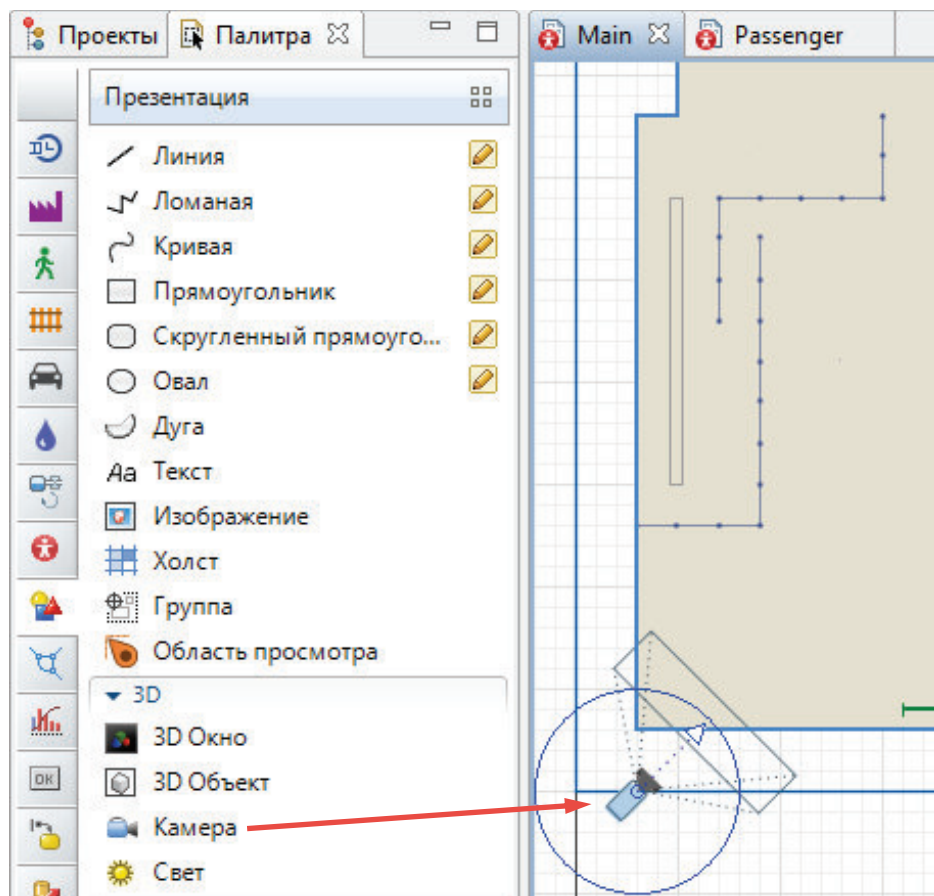 Проекты
Палитра
Main
Passenger
Презентация
Линия
Ломаная
Кривая
Прямоугольник
Скругленный прямоуго...
Овал
Дуга
Aa Текст
Изображение
Холст
Группа
Область просмотра
3D
3D Окно
3D Объект
OK
Камера
Свет